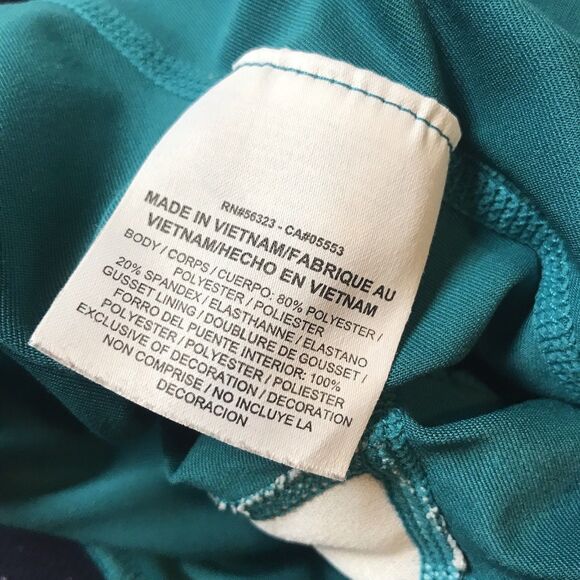 RN#56323 - CA#05553
MADE IN VIETNAM/FABRIQUE AU
VIETNAM/HECHO EN VIETNAM
BODY / CORPS / CUERPO: 80% POLYESTER /
POLYESTER / POLIESTER
20% SPANDEX / ELASTHANNE / ELASTANO
GUSSET LINING / DOUBLURE DE GOUSSET /
FORRO DEL PUENTE INTERIOR: 100%
POLYESTER / POLYESTER / POLIESTER
EXCLUSIVE OF DECORATION / DECORATION
NON COMPRISE / NO INCLUYE LA
DECORACION